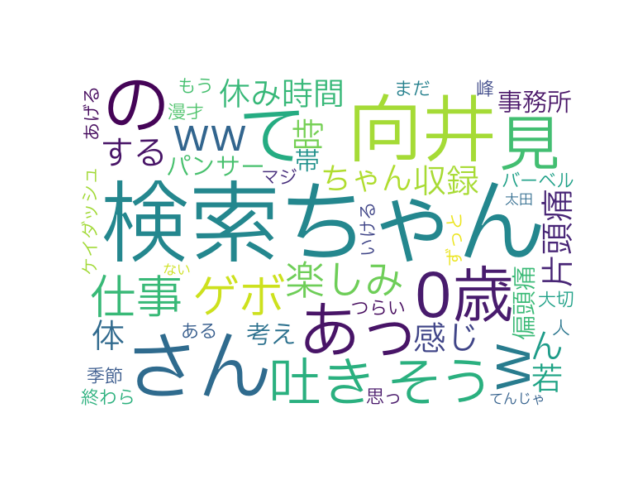 もう
まだ
峰
あげる
の
休み時間
向井
事務所
漫才
する
ww
て
時
見
パンサー
帯
マジ
ちゃん
収録
バーベル
ケイダッシュ
検索ちゃん
いける
ずっと
太田
片頭痛
ない
仕事
ゲボ
楽しみ
0歳
偏頭痛
大切
つらい
体
さん
ある
考え
あっ
感じ
w
ん
人
季節
終わら
吐きそう
思っ
てんじゃ
若